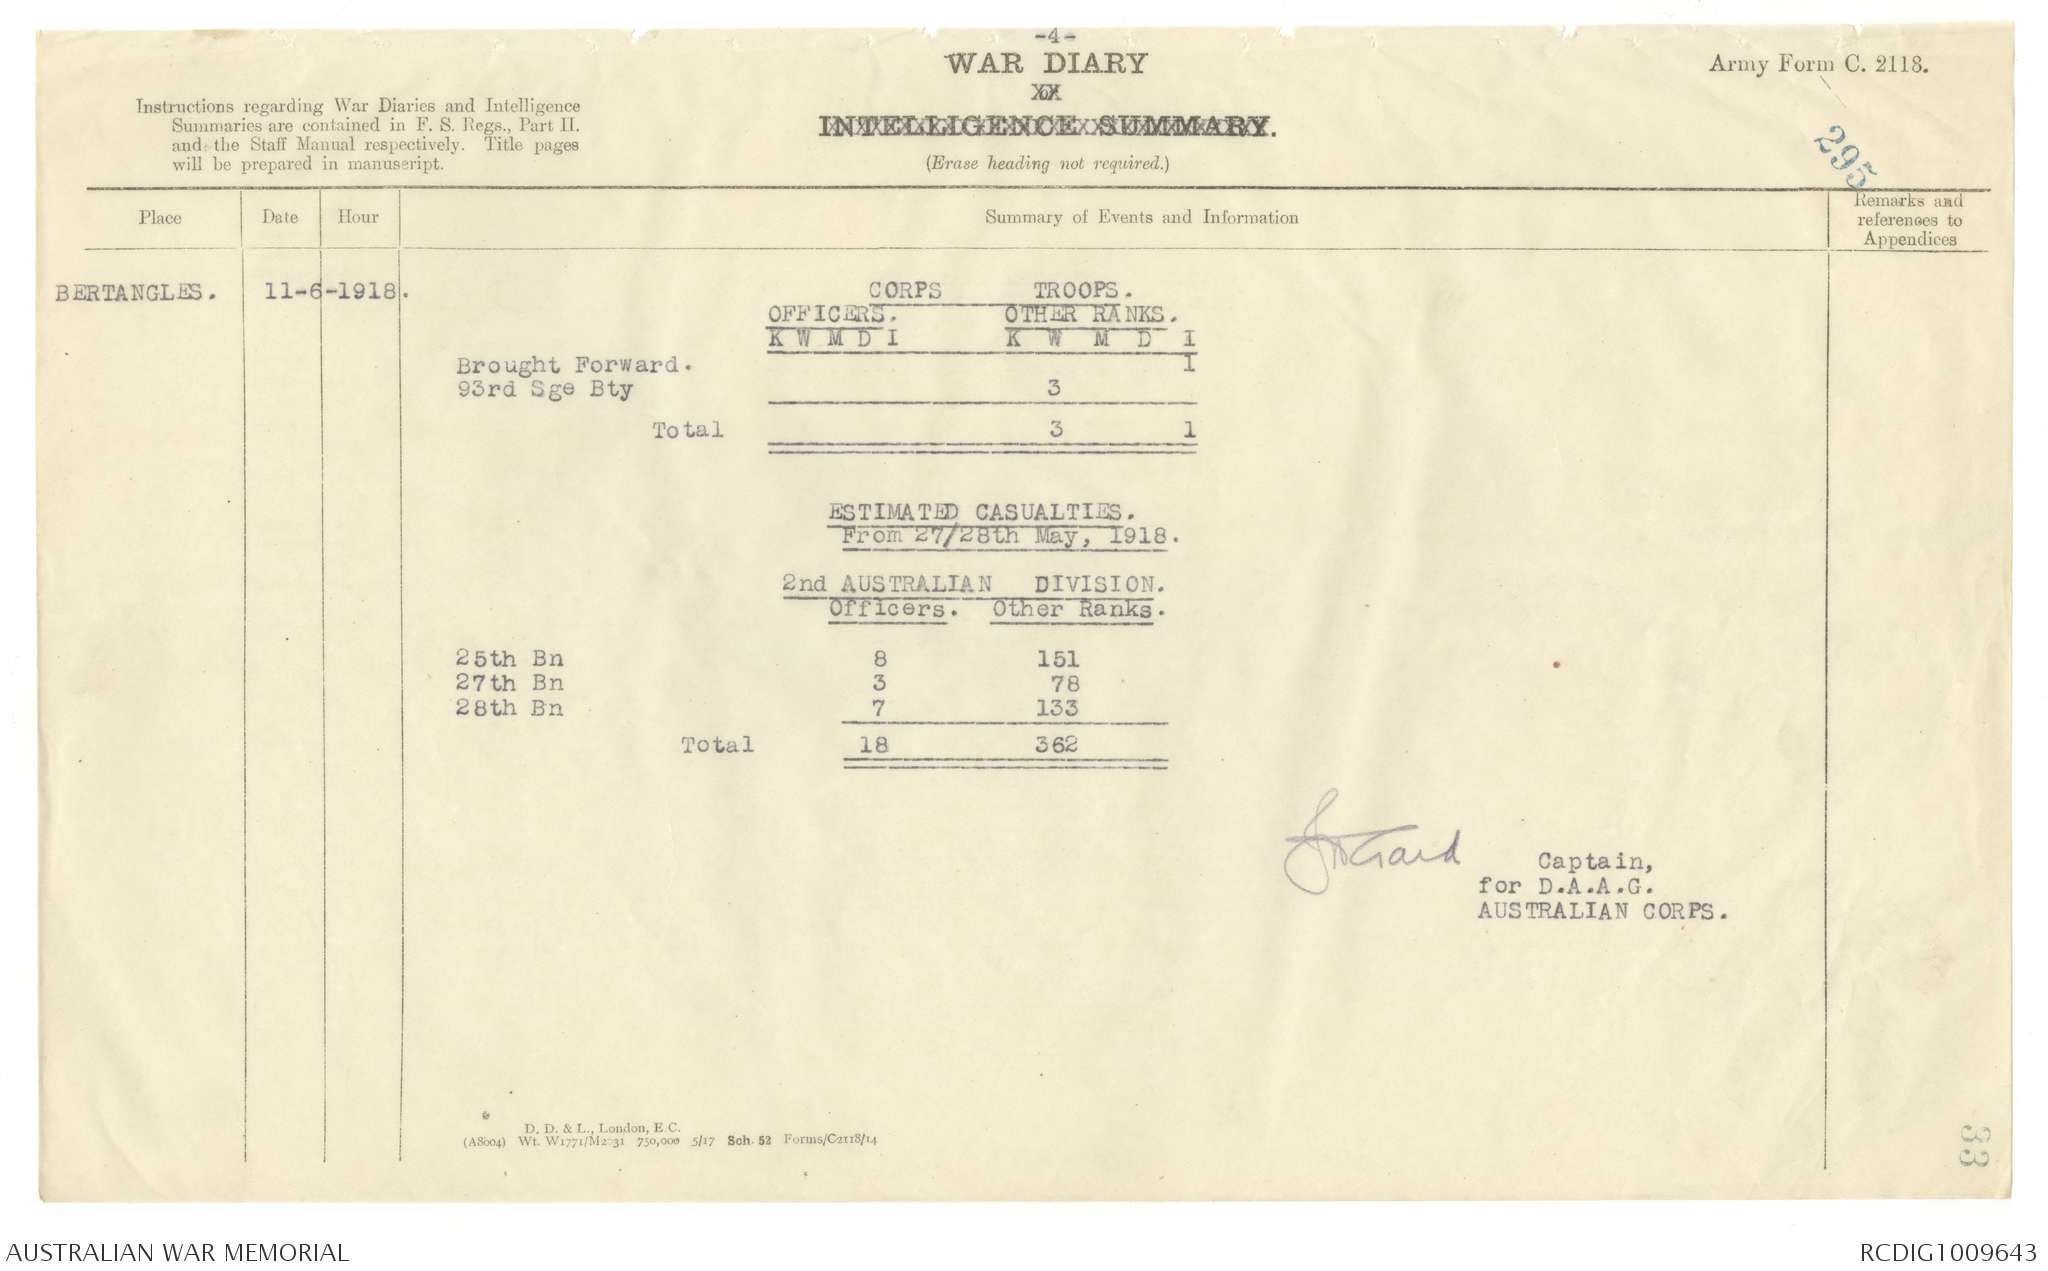 -4-
WAR DIARY
or
INTELLIGENCE SUMMARY.
(Erase heading not required.)
Army Form C. 2118.
Instructions regarding War Diaries and Intelligence
Summaries are contained in F. S. Regs., Part II.
and the Staff Manual respectively. Title pages
will be prepared in manuscript.
295
Place Date Hour Summary of Events and Information Remarks and
references to
Appendices
BERTANGLES. 11-6-1918.
CORPS TROOPS.
OFFICERS. OTHER RANKS.
K W M D I K W M D I
Brought Forward. 1
93rd Sge Bty 3
Total 3 1
ESTIMATED CASUALTIES.
From 27/28th May, 1918.
2nd AUSTRALIAN DIVISION.
Officers. Other Ranks.
25th Bn 8 151
27th Bn 3 78
28th Bn 7 133
Total 18 362
Captain,
for D.A.A.G.
AUSTRALIAN CORPS.
D. D. & L., London, E.C.
(A8004) Wt. W1771/M2031 750,000 5/17 Sch. 52 Forms/C2118/14
33
AUSTRALIAN WAR MEMORIAL RCDIG1009643